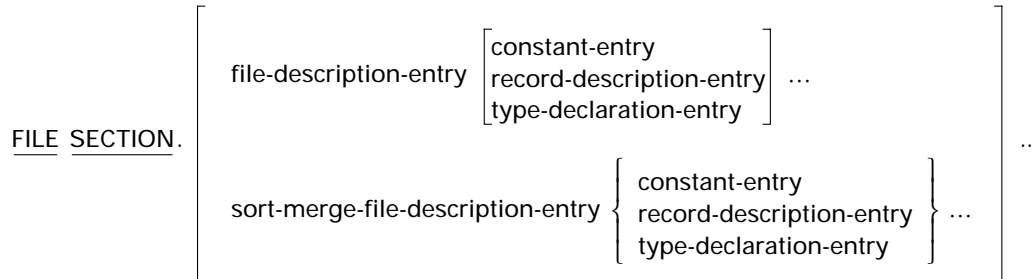 file-description-entry constant-entry
record-description-entry …
type-declaration-entry
FILE SECTION. ..
sort-merge-file-description-entry constant-entry
record-description-entry …
type-declaration-entry